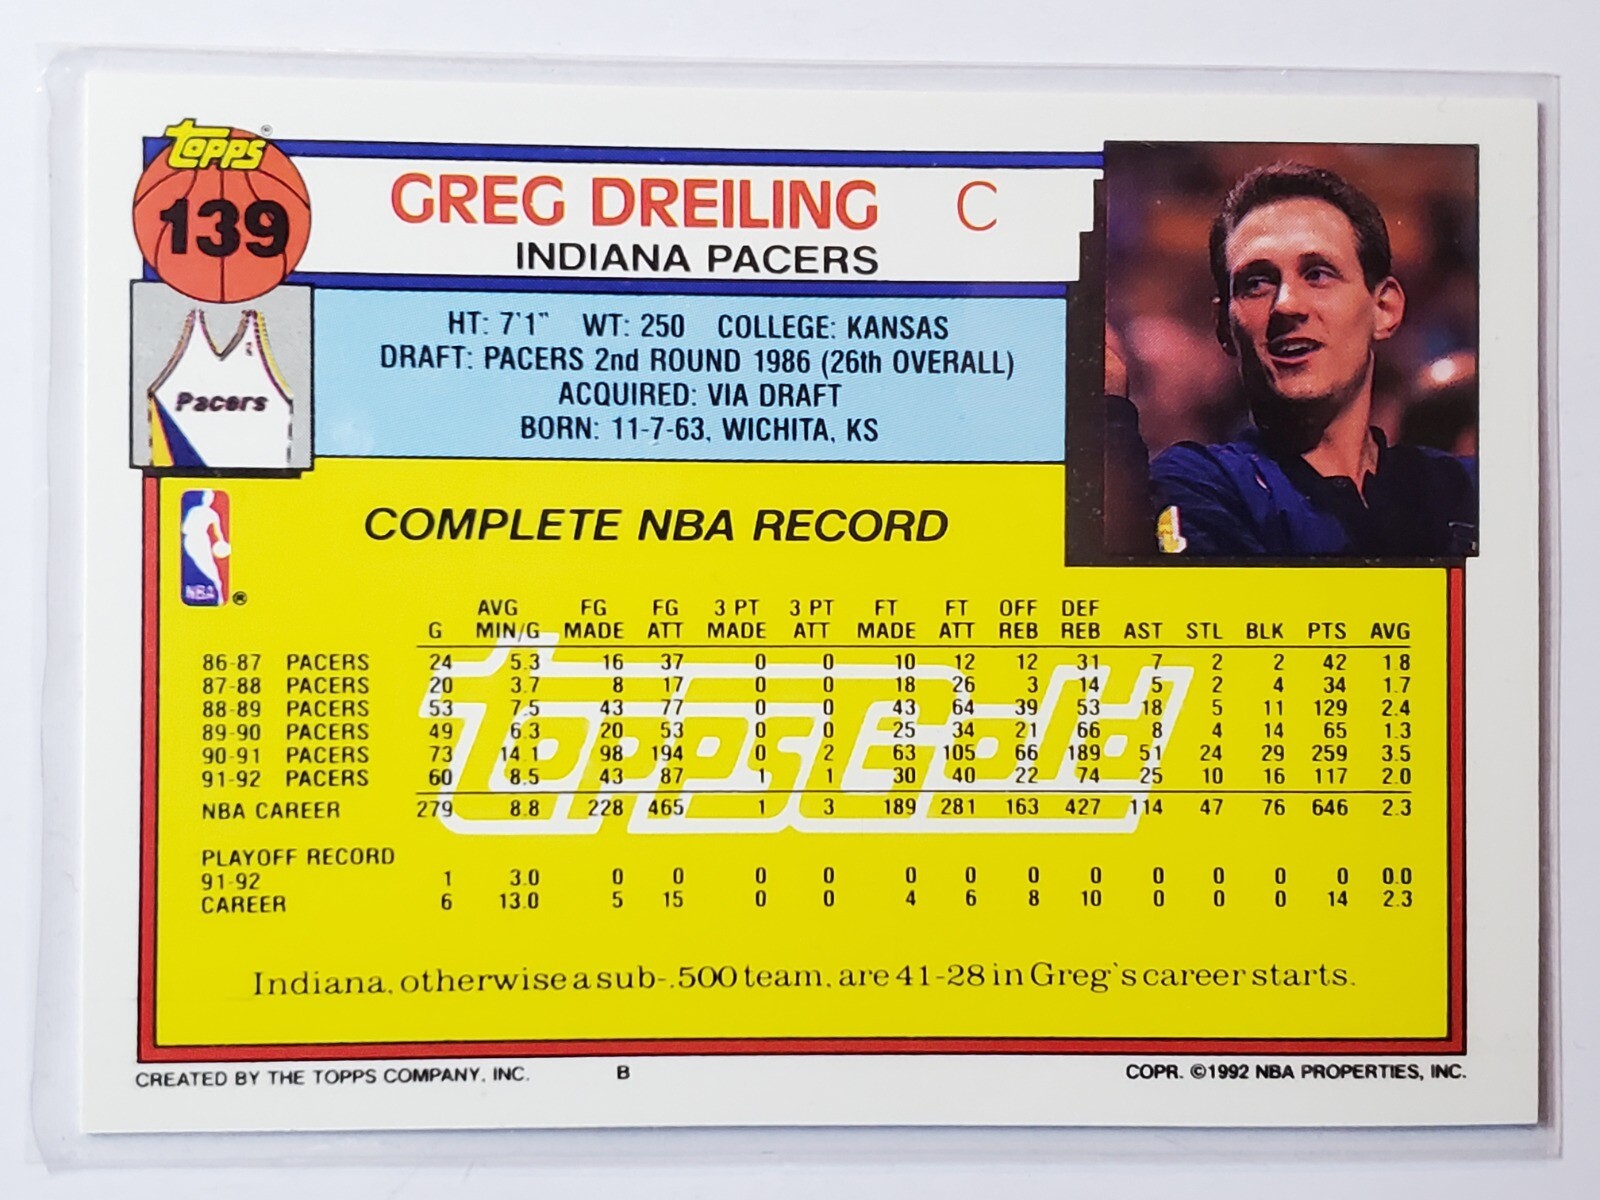 Topps
139
GREG DREILING C
INDIANA PACERS
Pacers
HT: 7'1" WT: 250 COLLEGE: KANSAS
DRAFT: PACERS 2nd ROUND 1986 (26th OVERALL)
ACQUIRED: VIA DRAFT
BORN: 11-7-63, WICHITA, KS
NBA ®
COMPLETE NBA RECORD
AVG FG FG 3 PT 3 PT FT FT OFF DEF
G MIN/G MADE ATT MADE ATT MADE ATT REB REB AST STL BLK PTS AVG
86-87 PACERS 24 5.3 16 37 0 0 10 12 12 31 7 2 2 42 1.8
87-88 PACERS 20 3.7 8 17 0 0 18 26 3 14 5 2 4 34 1.7
88-89 PACERS 53 7.5 43 77 0 0 43 64 39 53 18 5 11 129 2.4
89-90 PACERS 49 6.3 20 53 0 0 25 34 21 66 8 4 14 65 1.3
90-91 PACERS 73 14.1 98 194 0 2 63 105 66 189 51 24 29 259 3.5
91-92 PACERS 60 8.5 43 87 1 1 30 40 22 74 25 10 16 117 2.0
NBA CAREER 279 8.8 228 465 1 3 189 281 163 427 114 47 76 646 2.3
ToppsGold
PLAYOFF RECORD
91-92 1 3.0 0 0 0 0 0 0 0 0 0 0 0 0 0.0
CAREER 6 13.0 5 15 0 0 4 6 8 10 0 0 0 14 2.3
Indiana, otherwise a sub-.500 team, are 41-28 in Greg's career starts.
CREATED BY THE TOPPS COMPANY, INC. B COPR. ©1992 NBA PROPERTIES, INC.